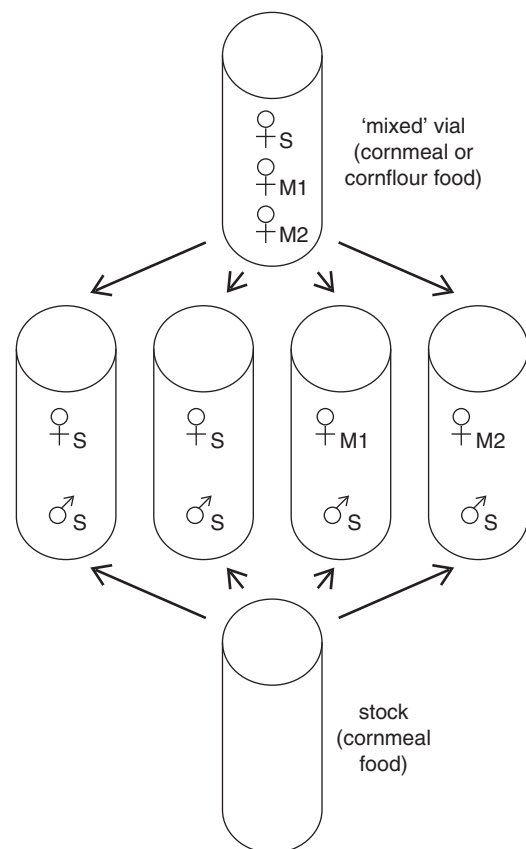 ♀S
♀M1
♀M2
‘mixed’ vial
(cornmeal or
cornflour food)
♀S ♀S ♀M1 ♀M2
♂S ♂S ♂S ♂S
stock
(cornmeal
food)